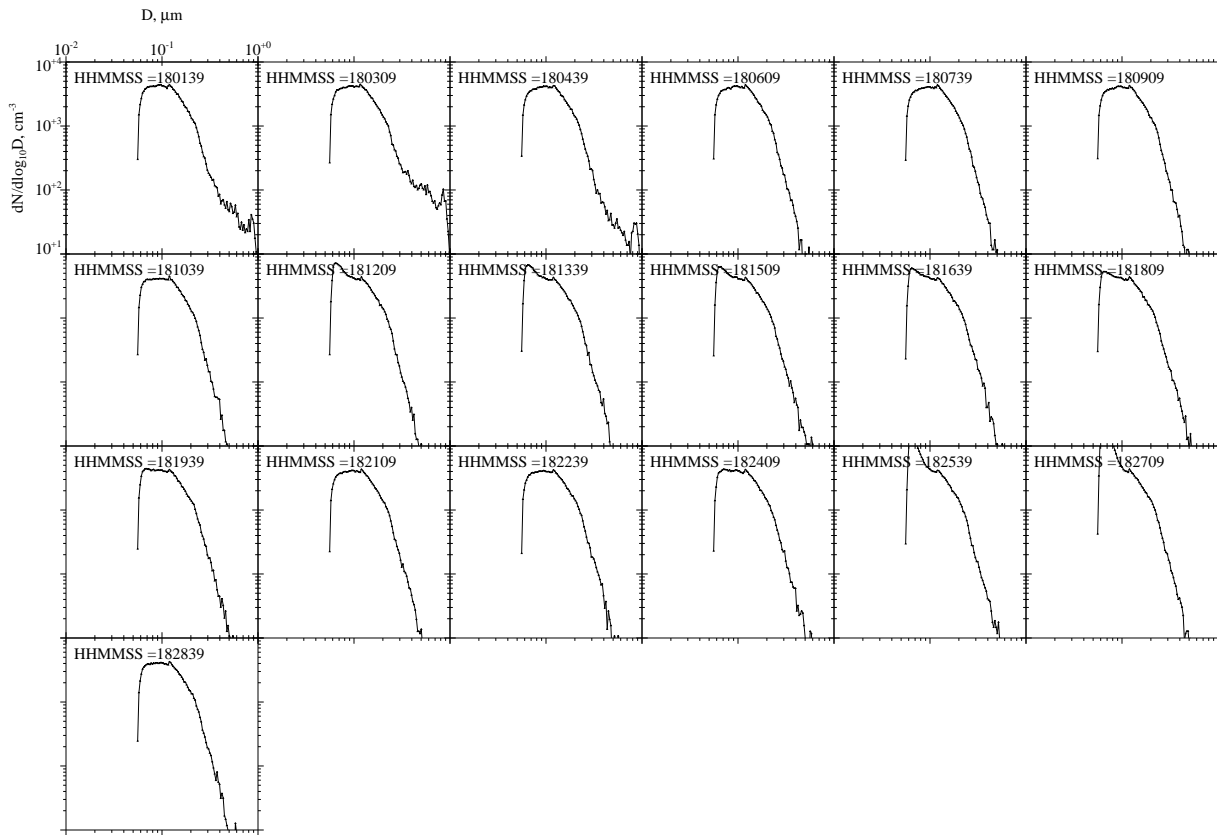 D, μm
10⁻² 10⁻¹ 10⁺⁰
10⁺⁴
10⁺³
10⁺²
10⁺¹
dN/dlog₁₀D, cm⁻³
HHMMSS =180139 HHMMSS =180309 HHMMSS =180439 HHMMSS =180609 HHMMSS =180739 HHMMSS =180909
HHMMSS =181039 HHMMSS =181209 HHMMSS =181339 HHMMSS =181509 HHMMSS =181639 HHMMSS =181809
HHMMSS =181939 HHMMSS =182109 HHMMSS =182239 HHMMSS =182409 HHMMSS =182539 HHMMSS =182709
HHMMSS =182839